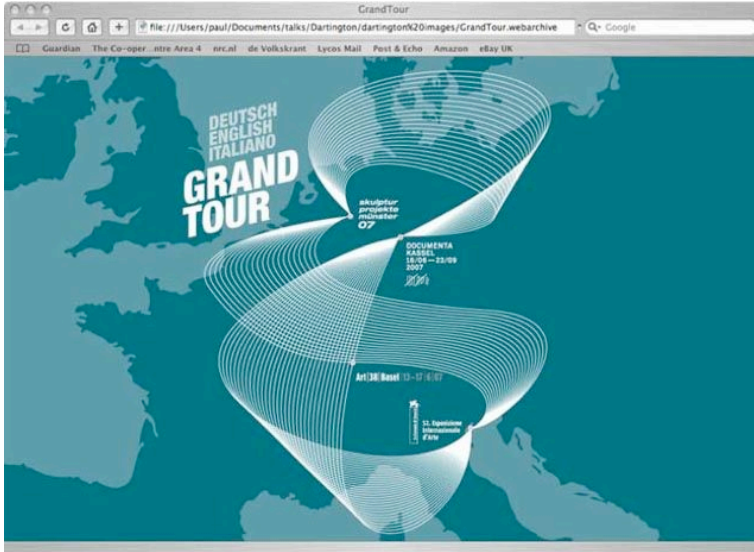 GrandTour
file:///Users/paul/Documents/talks/Dartington/dartington%20images/GrandTour.webarchive
Google
Guardian The Co-oper...ntre Area 4 nrc.nl de Volkskrant Lycos Mail Post & Echo Amazon eBay UK
DEUTSCH
ENGLISH
ITALIANO
GRAND
TOUR
skulptur
projekte
münster
07
DOCUMENTA
KASSEL
16/06—23/09
2007
Art|38|Basel|13–17|6|07
52. Esposizione
Internazionale
d'Arte